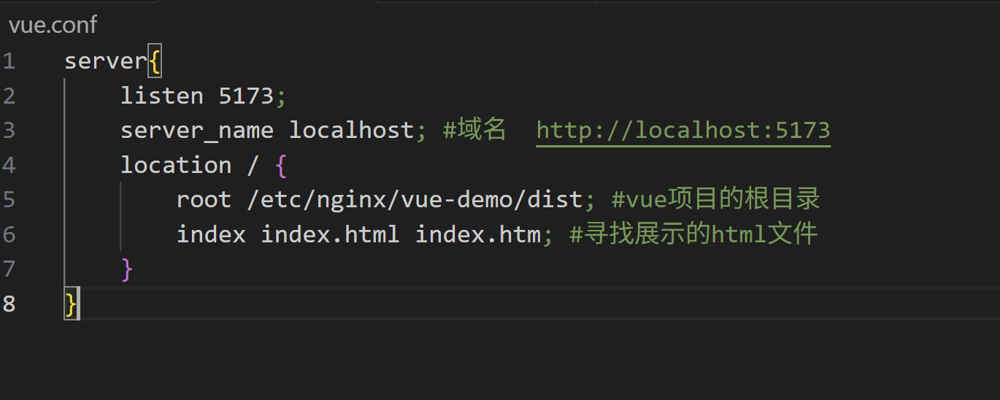 vue.conf
1 server{
2 listen 5173;
3 server_name localhost; #域名 http://localhost:5173
4 location / {
5 root /etc/nginx/vue-demo/dist; #vue项目的根目录
6 index index.html index.htm; #寻找展示的html文件
7 }
8 }